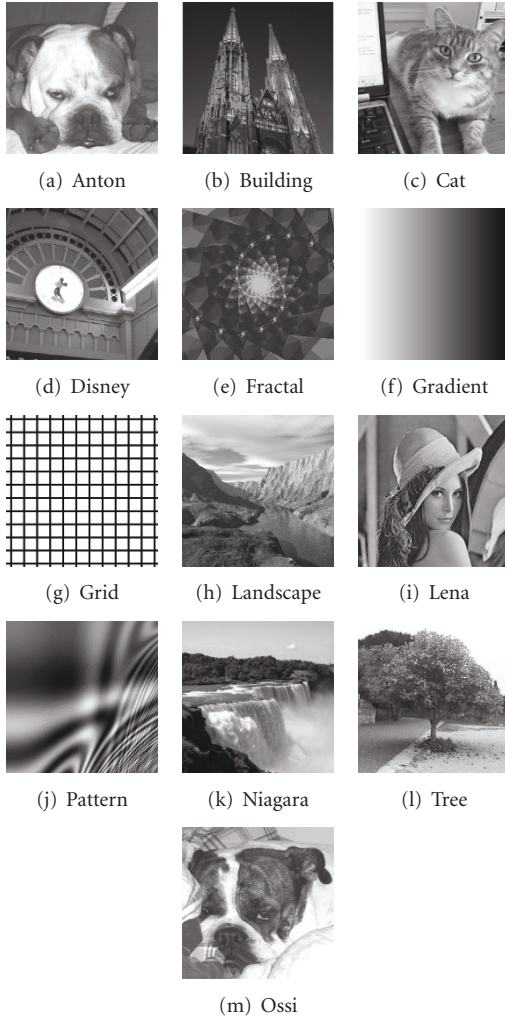 (a) Anton
(b) Building
(c) Cat
(d) Disney
(e) Fractal
(f) Gradient
(g) Grid
(h) Landscape
(i) Lena
(j) Pattern
(k) Niagara
(l) Tree
(m) Ossi